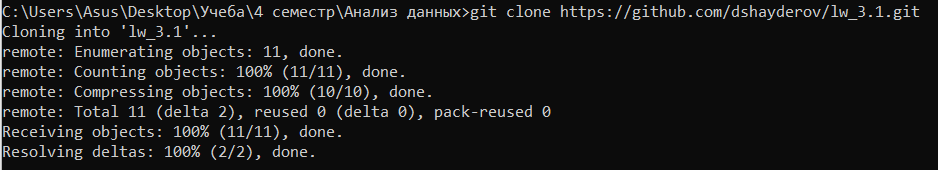 C:\Users\Asus\Desktop\Учеба\4 семестр\Анализ данных>git clone https://github.com/dshayderov/lw_3.1.git
Cloning into 'lw_3.1'...
remote: Enumerating objects: 11, done.
remote: Counting objects: 100% (11/11), done.
remote: Compressing objects: 100% (10/10), done.
remote: Total 11 (delta 2), reused 0 (delta 0), pack-reused 0
Receiving objects: 100% (11/11), done.
Resolving deltas: 100% (2/2), done.